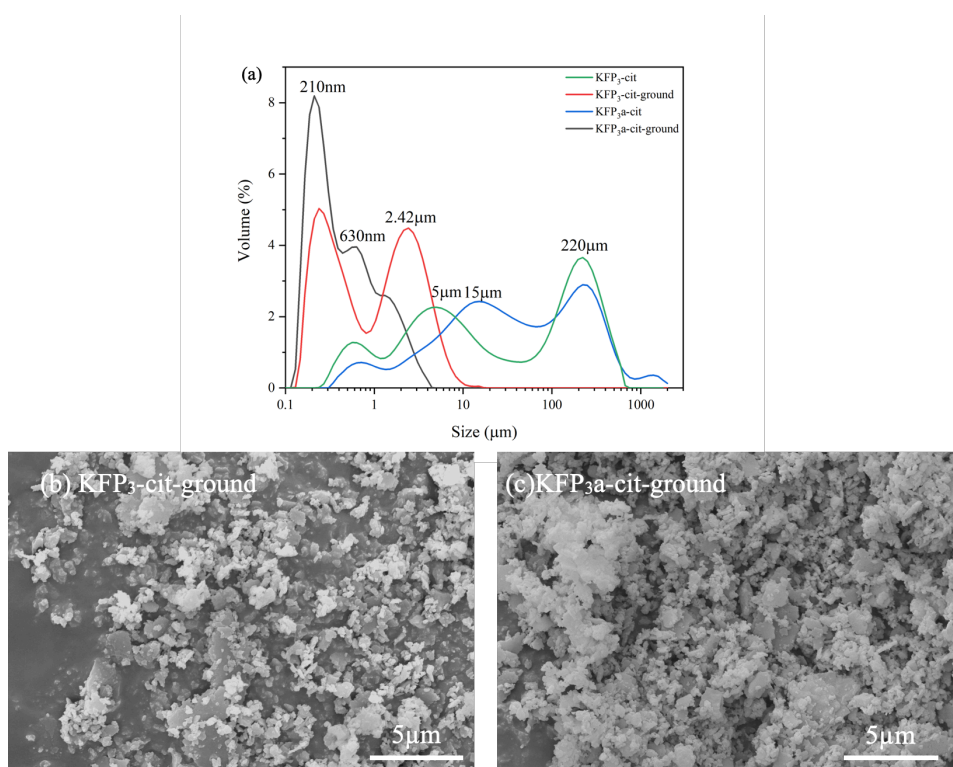 (a)
210nm
630nm
2.42μm
5μm
15μm
220μm
KFP₃-cit
KFP₃-cit-ground
KFP₃a-cit
KFP₃a-cit-ground
Volume (%)
8
6
4
2
0
0.1 1 10 100 1000
Size (μm)
(b) KFP₃-cit-ground
5μm
(c)KFP₃a-cit-ground
5μm